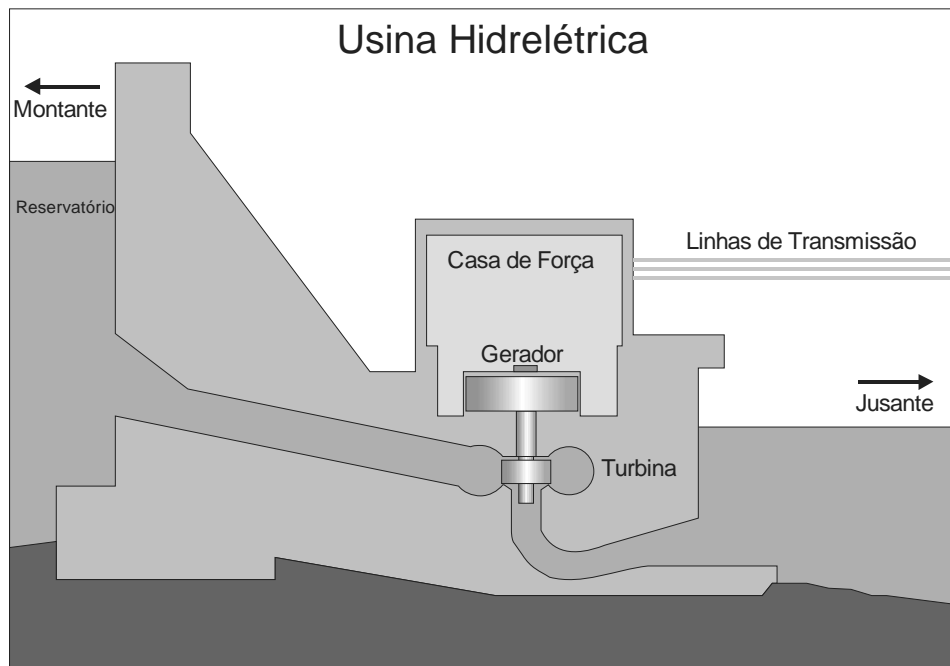 Usina Hidrelétrica
Montante
Reservatório
Linhas de Transmissão
Casa de Força
Gerador
Jusante
Turbina